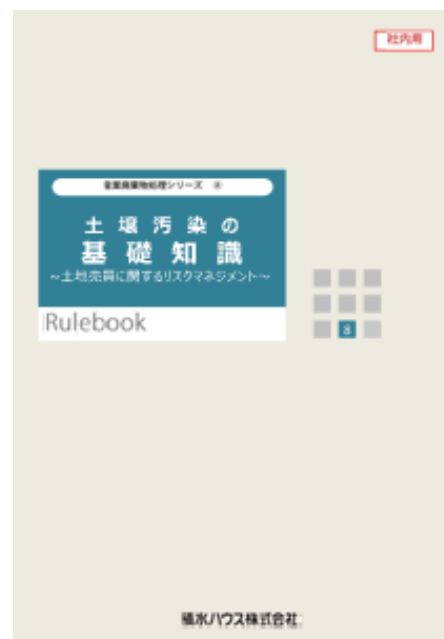 社内用
産業廃棄物処理シリーズ ⑧
土壌汚染の
基礎知識
~土地売買に関するリスクマネジメント~
Rulebook
8
積水ハウス株式会社